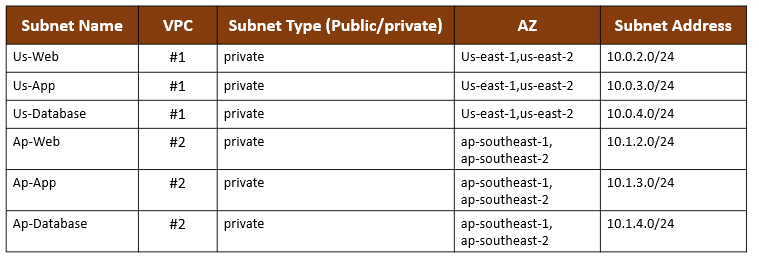 Subnet Name VPC Subnet Type (Public/private) AZ Subnet Address
Us-Web #1 private Us-east-1,us-east-2 10.0.2.0/24
Us-App #1 private Us-east-1,us-east-2 10.0.3.0/24
Us-Database #1 private Us-east-1,us-east-2 10.0.4.0/24
Ap-Web #2 private ap-southeast-1, 10.1.2.0/24
ap-southeast-2
Ap-App #2 private ap-southeast-1, 10.1.3.0/24
ap-southeast-2
Ap-Database #2 private ap-southeast-1, 10.1.4.0/24
ap-southeast-2